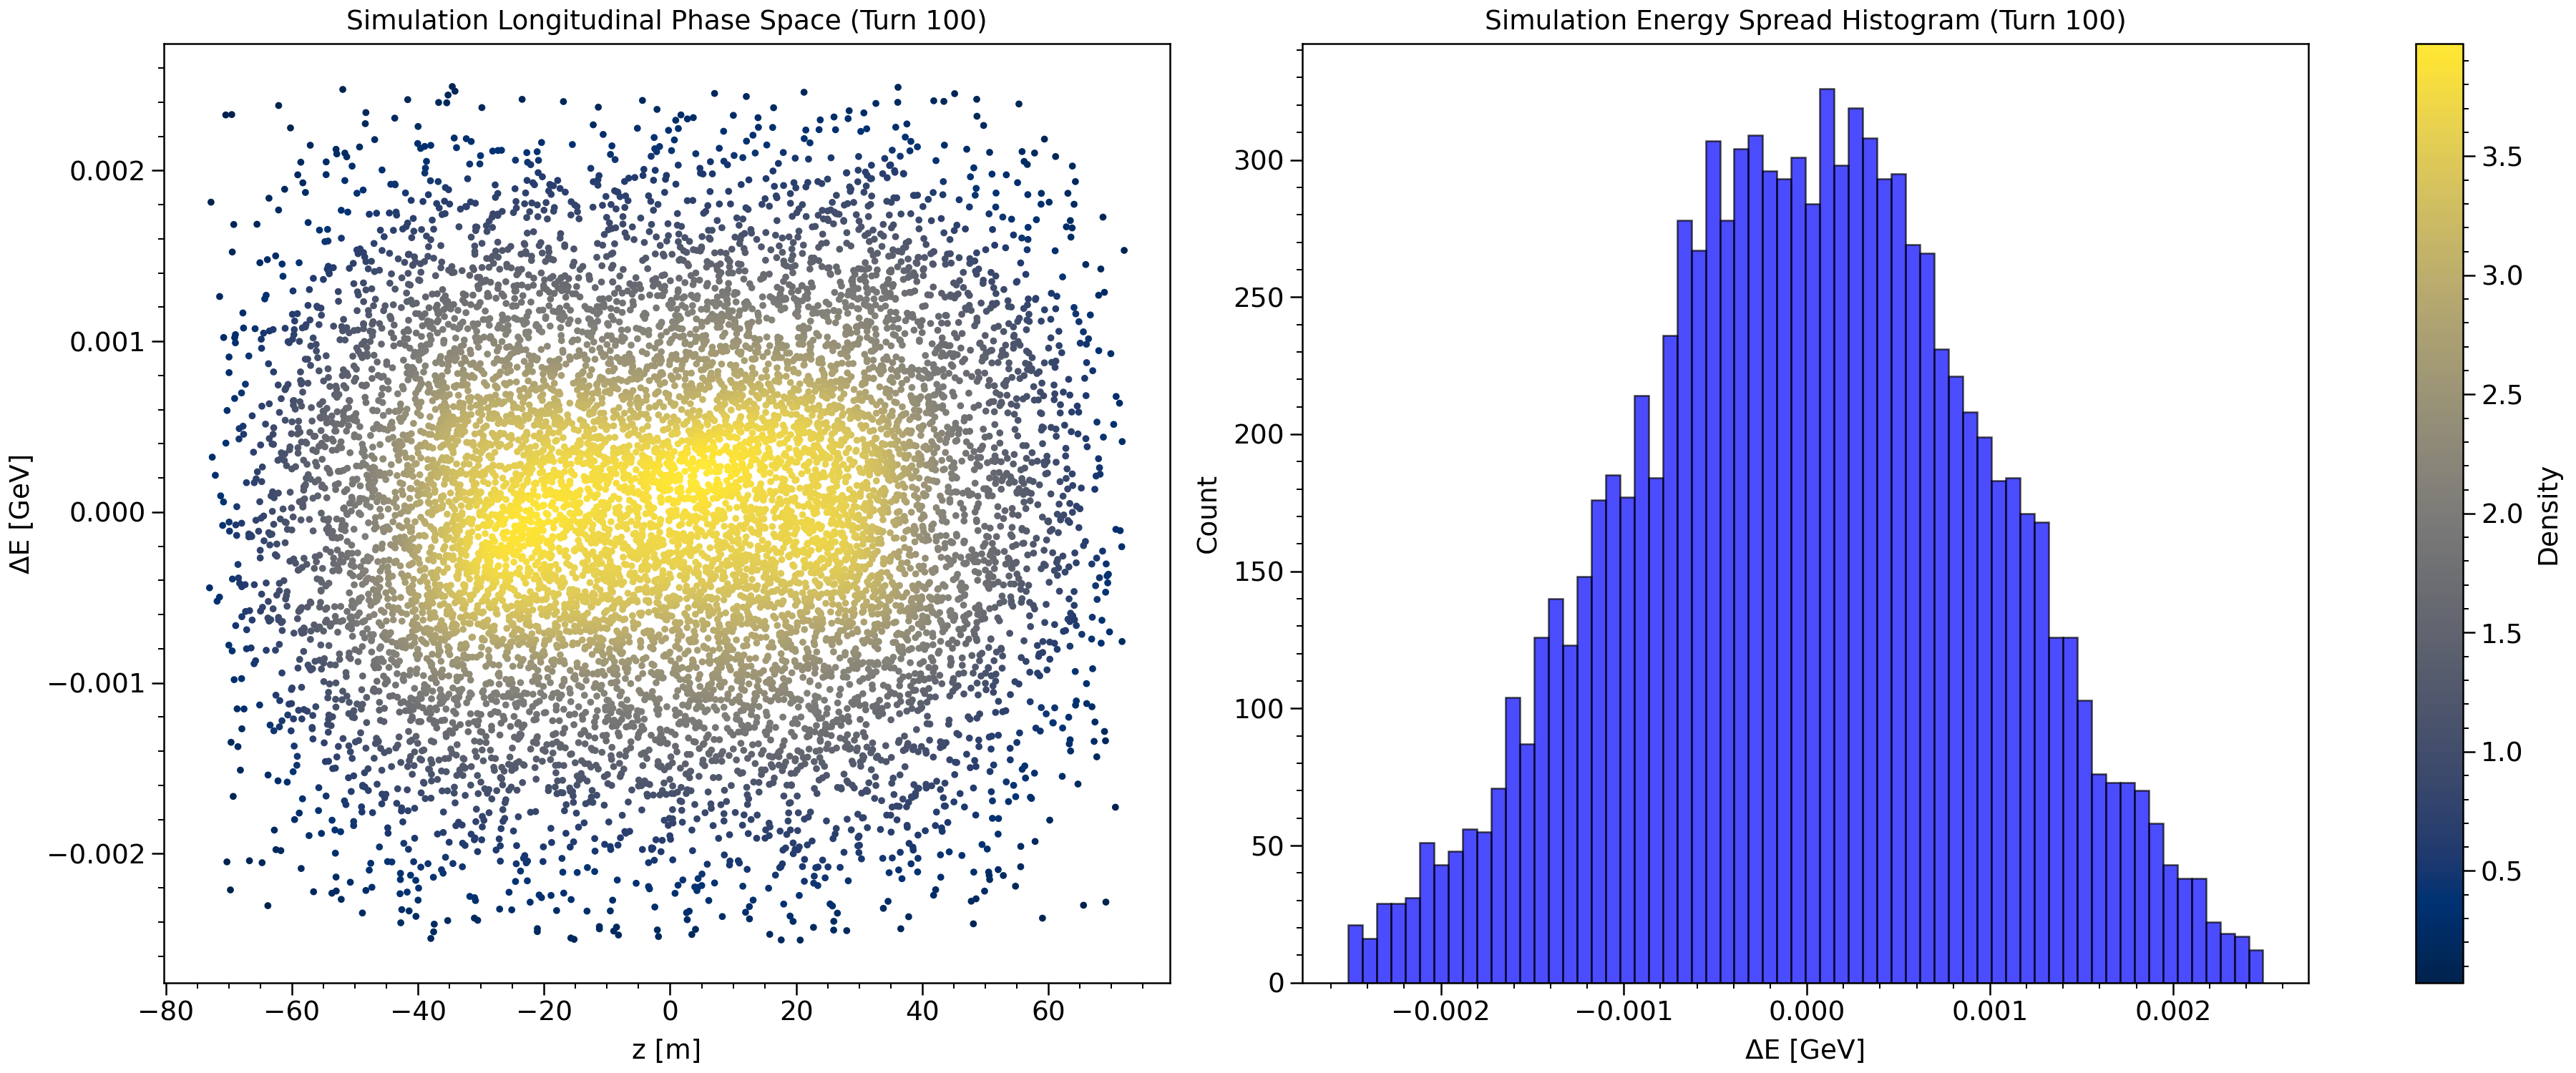 Simulation Longitudinal Phase Space (Turn 100)
0.002
0.001
0.000
−0.001
−0.002
ΔE [GeV]
−80 −60 −40 −20 0 20 40 60
z [m]
Simulation Energy Spread Histogram (Turn 100)
300
250
200
150
100
50
0
Count
−0.002 −0.001 0.000 0.001 0.002
ΔE [GeV]
3.5
3.0
2.5
2.0
1.5
1.0
0.5
Density